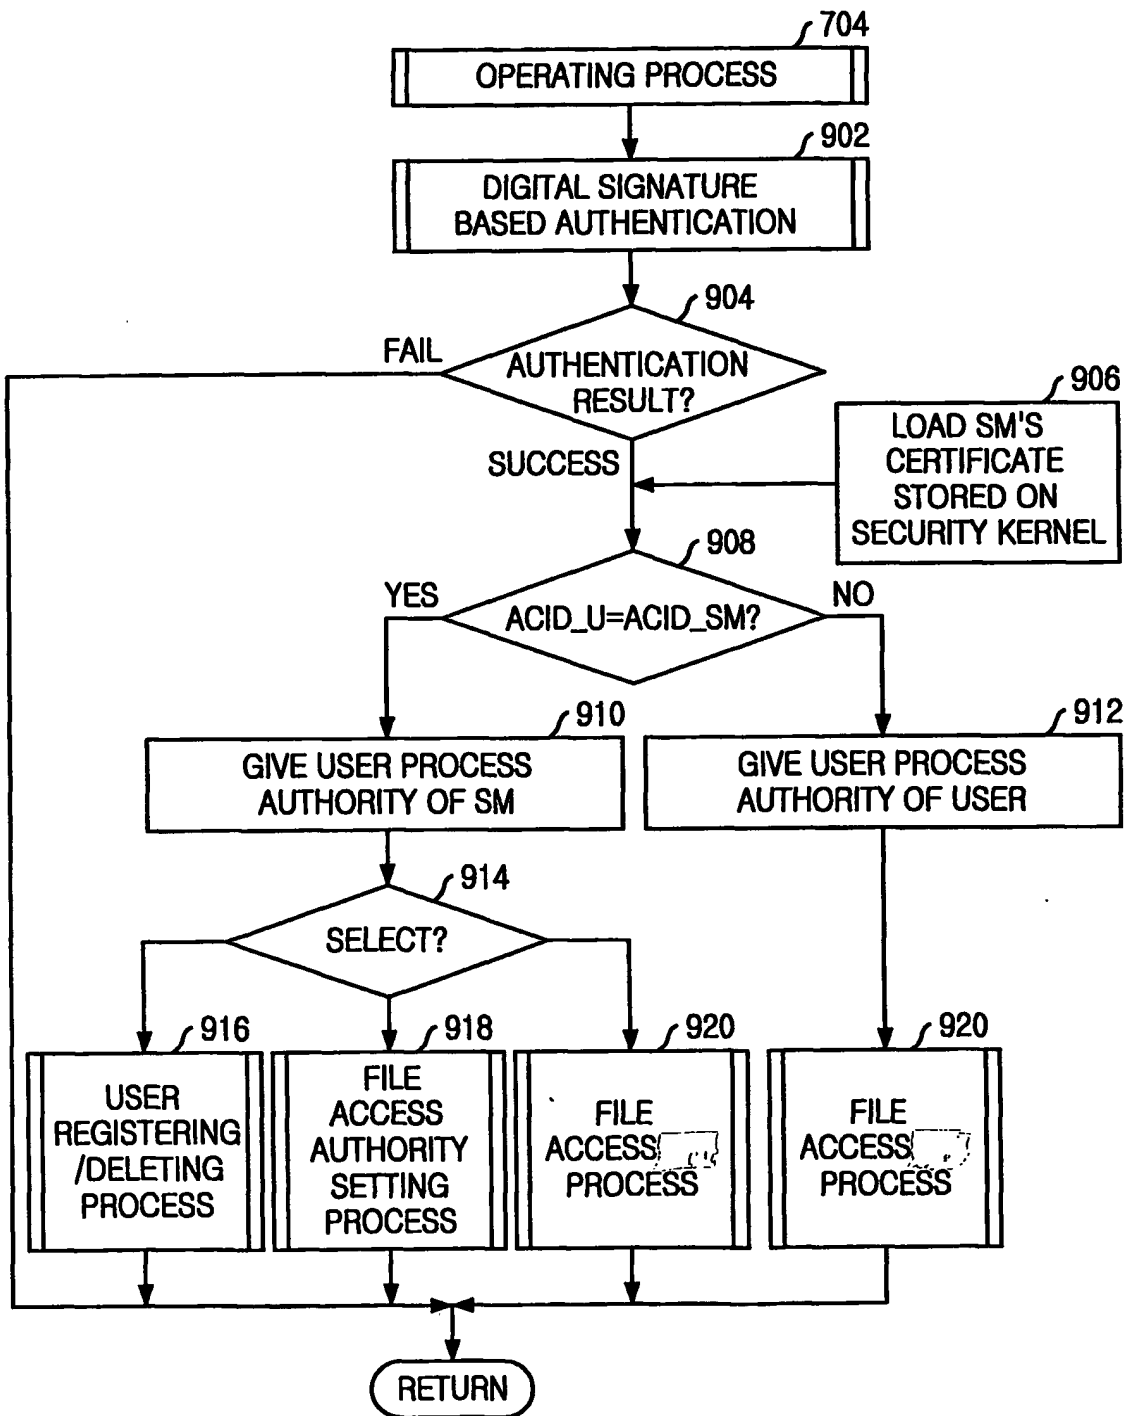 704
OPERATING PROCESS
902
DIGITAL SIGNATURE
BASED AUTHENTICATION
904
FAIL
AUTHENTICATION
RESULT?
906
LOAD SM'S
CERTIFICATE
STORED ON
SECURITY KERNEL
SUCCESS
908
YES
NO
ACID_U=ACID_SM?
910
GIVE USER PROCESS
AUTHORITY OF SM
912
GIVE USER PROCESS
AUTHORITY OF USER
914
SELECT?
916
USER
REGISTERING
/DELETING
PROCESS
918
FILE
ACCESS
AUTHORITY
SETTING
PROCESS
920
FILE
ACCESS
PROCESS
920
FILE
ACCESS
PROCESS
RETURN